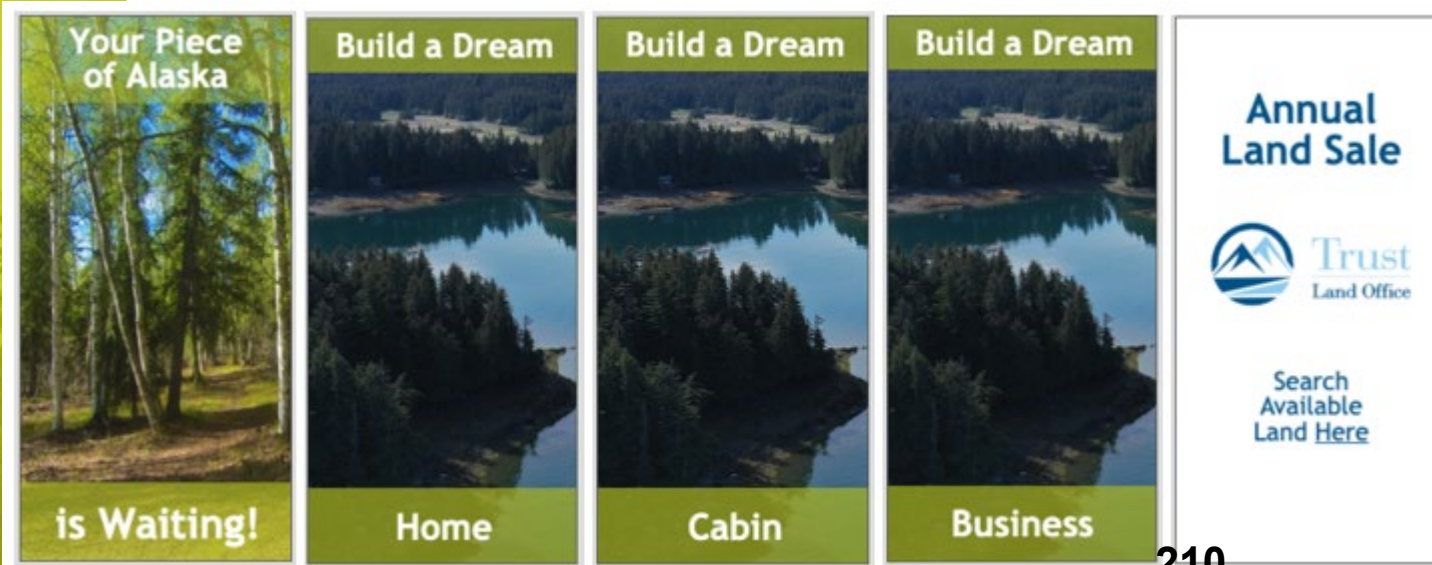 Your Piece
of Alaska
is Waiting!
Build a Dream
Home
Build a Dream
Cabin
Build a Dream
Business
Annual
Land Sale
Trust
Land Office
Search
Available
Land Here
210